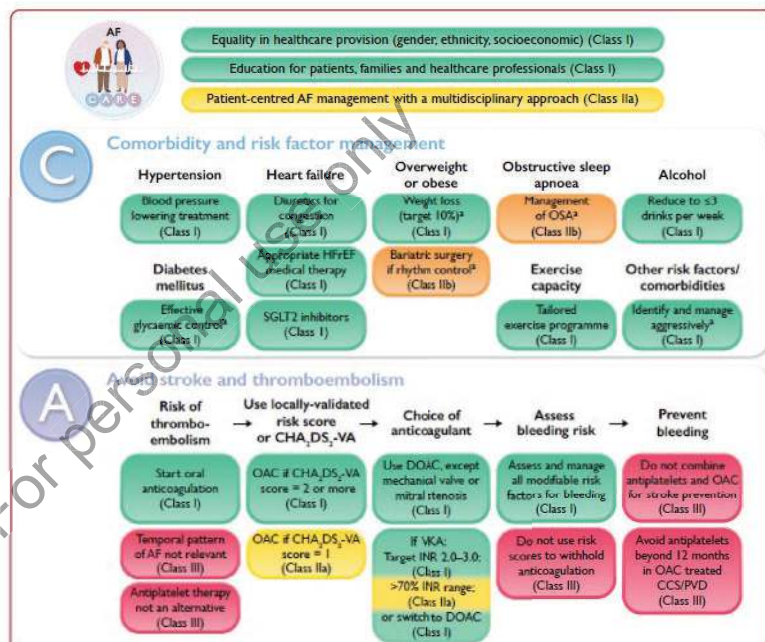 AF
CARE
Equality in healthcare provision (gender, ethnicity, socioeconomic) (Class I)
Education for patients, families and healthcare professionals (Class I)
Patient-centred AF management with a multidisciplinary approach (Class IIa)
C
Comorbidity and risk factor management
Hypertension
Blood pressure
lowering treatment
(Class I)
Diabetes
mellitus
Effective
glycaemic controlᵃ
(Class I)
Heart failure
Diuretics for
congestion
(Class I)
Appropriate HFrEF
medical therapy
(Class I)
SGLT2 inhibitors
(Class I)
Overweight
or obese
Weight loss
(target 10%)ᵃ
(Class I)
Bariatric surgery
if rhythm controlᵃ
(Class IIb)
Obstructive sleep
apnoea
Management
of OSAᵃ
(Class IIb)
Exercise
capacity
Tailored
exercise programme
(Class I)
Alcohol
Reduce to ≤3
drinks per week
(Class I)
Other risk factors/
comorbidities
Identify and manage
aggressivelyᵃ
(Class I)
A
Avoid stroke and thromboembolism
Risk of
thrombo-
embolism
Start oral
anticoagulation
(Class I)
Temporal pattern
of AF not relevant
(Class III)
Antiplatelet therapy
not an alternative
(Class III)
Use locally-validated
risk score
or CHA₂DS₂-VA
OAC if CHA₂DS₂-VA
score = 2 or more
(Class I)
OAC if CHA₂DS₂-VA
score = 1
(Class IIa)
Choice of
anticoagulant
Use DOAC, except
mechanical valve or
mitral stenosis
(Class I)
If VKA:
Target INR 2.0–3.0;
(Class I)
>70% INR range;
(Class IIa)
or switch to DOAC
(Class I)
Assess
bleeding risk
Assess and manage
all modifiable risk
factors for bleeding
(Class I)
Do not use risk
scores to withhold
anticoagulation
(Class III)
Prevent
bleeding
Do not combine
antiplatelets and OAC
for stroke prevention
(Class III)
Avoid antiplatelets
beyond 12 months
in OAC treated
CCS/PVD
(Class III)
For personal use only